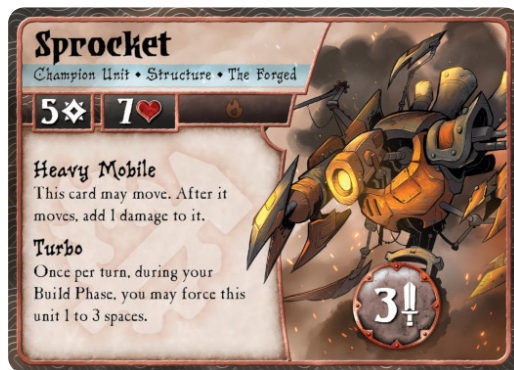 Sprocket
Champion Unit • Structure • The Forged
5 7
Heavy Mobile
This card may move. After it
moves, add 1 damage to it.
Turbo
Once per turn, during your
Build Phase, you may force this
unit 1 to 3 spaces.
3